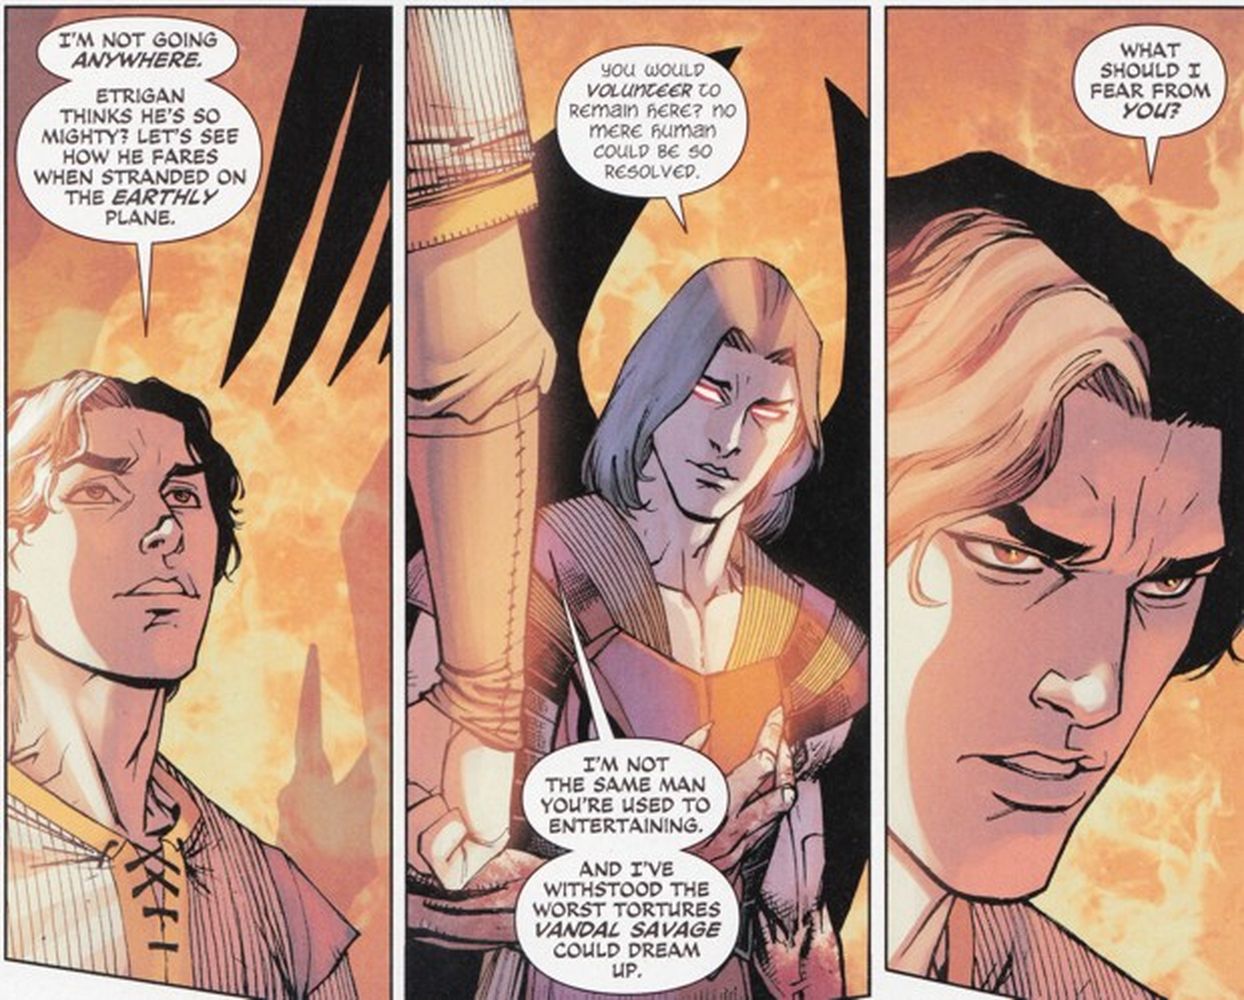 I'M NOT GOING
ANYWHERE.
ETRIGAN
THINKS HE'S SO
MIGHTY? LET'S SEE
HOW HE FARES
WHEN STRANDED ON
THE EARTHLY
PLANE.
YOU WOULD
VOLUNTEER TO
REMAIN HERE? NO
MERE HUMAN
COULD BE SO
RESOLVED.
I'M NOT
THE SAME MAN
YOU'RE USED TO
ENTERTAINING.
AND I'VE
WITHSTOOD THE
WORST TORTURES
VANDAL SAVAGE
COULD DREAM
UP.
WHAT
SHOULD I
FEAR FROM
YOU?